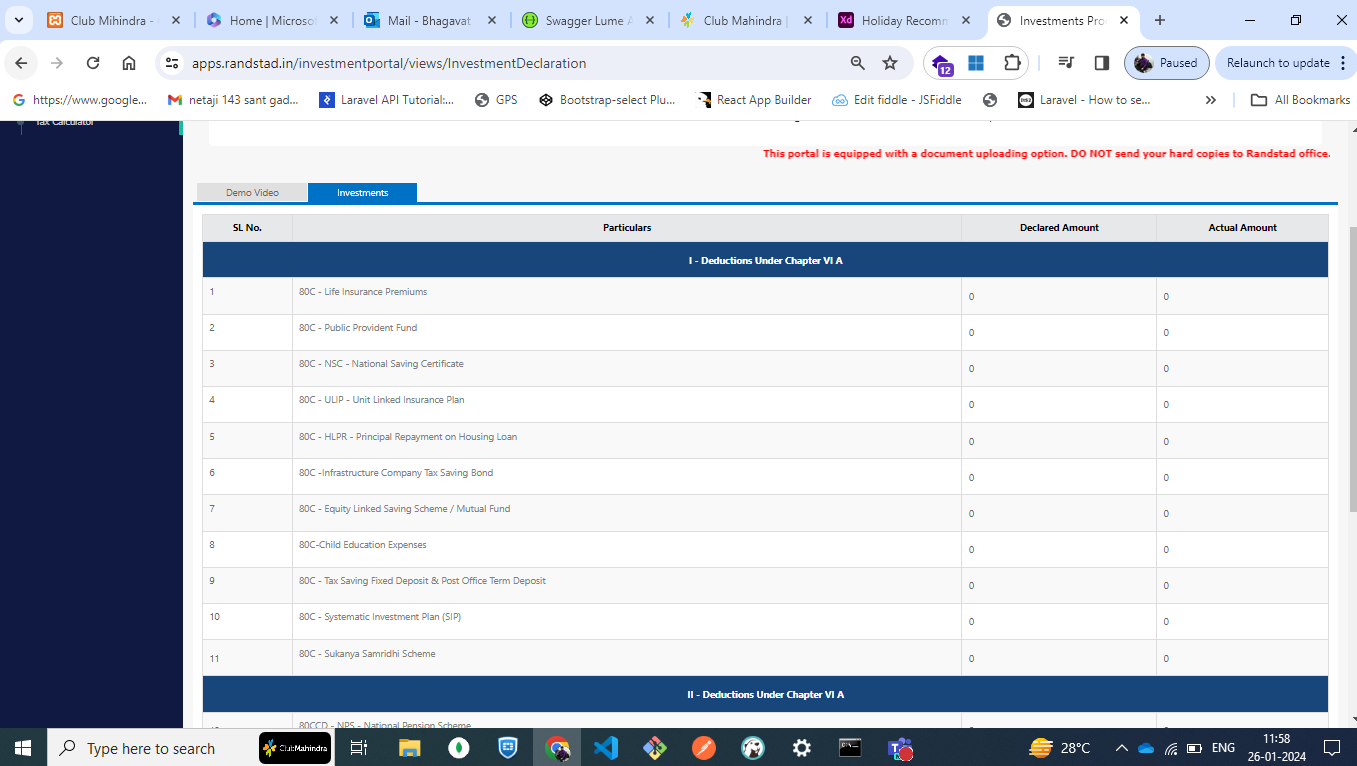 Club Mihindra -
Home | Microsof
Mail - Bhagavat
Swagger Lume A
Club Mahindra |
Holiday Recomm
Investments Pro
apps.randstad.in/investmentportal/views/InvestmentDeclaration
12
Paused
Relaunch to update
https://www.google...
netaji 143 sant gad...
Laravel API Tutorial:...
GPS
Bootstrap-select Plu...
React App Builder
Edit fiddle - JSFiddle
Laravel - How to se...
All Bookmarks
Tax Calculator
This portal is equipped with a document uploading option. DO NOT send your hard copies to Randstad office.
Demo Video Investments
SL No. Particulars Declared Amount Actual Amount
I - Deductions Under Chapter VI A
1 80C - Life Insurance Premiums 0 0
2 80C - Public Provident Fund 0 0
3 80C - NSC - National Saving Certificate 0 0
4 80C - ULIP - Unit Linked Insurance Plan 0 0
5 80C - HLPR - Principal Repayment on Housing Loan 0 0
6 80C -Infrastructure Company Tax Saving Bond 0 0
7 80C - Equity Linked Saving Scheme / Mutual Fund 0 0
8 80C-Child Education Expenses 0 0
9 80C - Tax Saving Fixed Deposit & Post Office Term Deposit 0 0
10 80C - Systematic Investment Plan (SIP) 0 0
11 80C - Sukanya Samridhi Scheme 0 0
II - Deductions Under Chapter VI A
80CCD - NPS - National Pension Scheme
Type here to search
ClubMahindra
28°C
ENG
11:58
26-01-2024